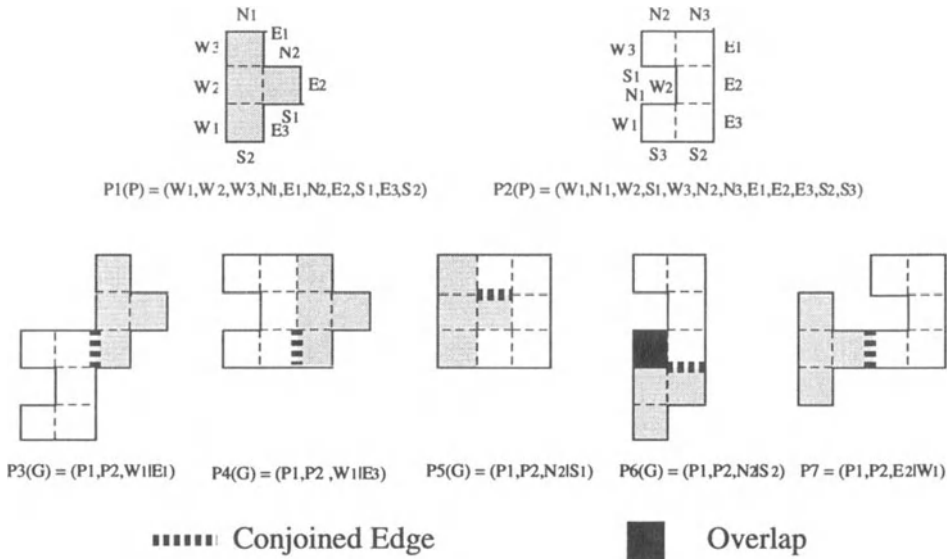 N1
E1
W3
N2
W2
E2
S1
W1
E3
S2
N2 N3
W3
E1
S1
W2
E2
N1
W1
E3
S3 S2
P1(P) = (W1,W2,W3,N1,E1,N2,E2,S1,E3,S2)
P2(P) = (W1,N1,W2,S1,W3,N2,N3,E1,E2,E3,S2,S3)
P3(G) = (P1,P2,W1|E1)
P4(G) = (P1,P2 ,W1|E3)
P5(G) = (P1,P2,N2|S1)
P6(G) = (P1,P2,N2|S2)
P7 = (P1,P2,E2|W1)
Conjoined Edge
Overlap